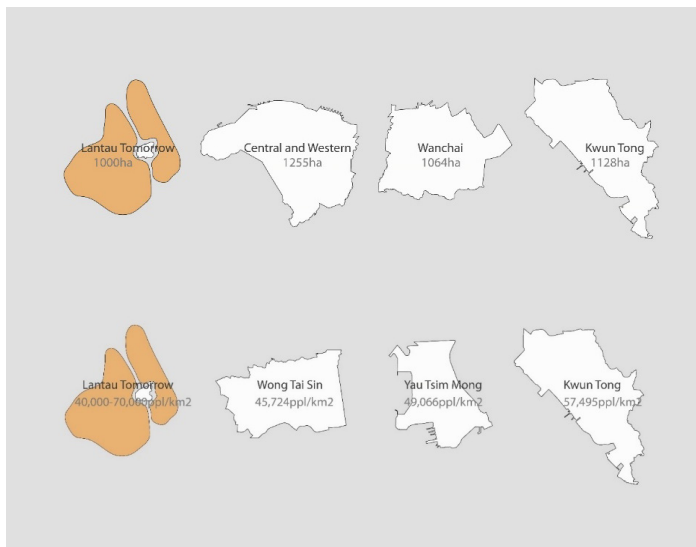 Lantau Tomorrow
1000ha
Central and Western
1255ha
Wanchai
1064ha
Kwun Tong
1128ha
Lantau Tomorrow
40,000-70,000ppl/km2
Wong Tai Sin
45,724ppl/km2
Yau Tsim Mong
49,066ppl/km2
Kwun Tong
57,495ppl/km2